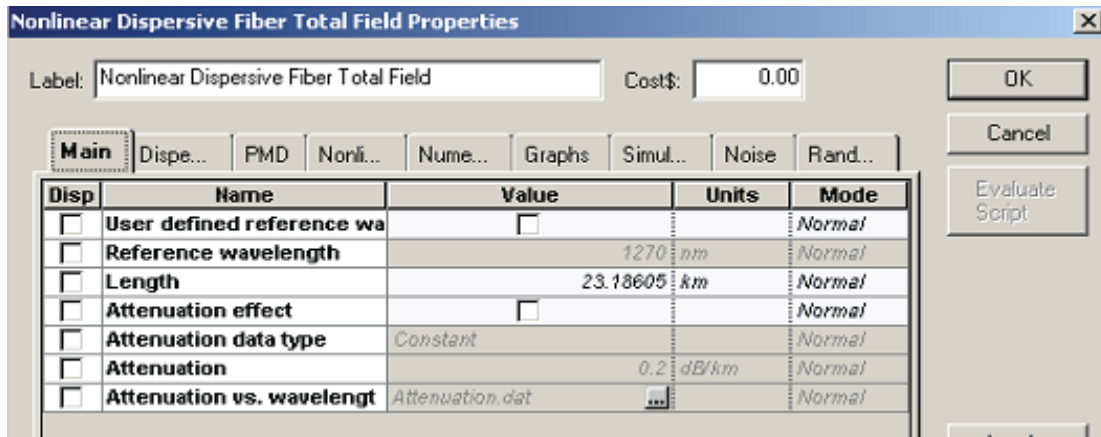 Nonlinear Dispersive Fiber Total Field Properties
Label: Nonlinear Dispersive Fiber Total Field Cost$: 0.00
OK
Cancel
Evaluate Script
Main Dispe... PMD Nonli... Nume... Graphs Simul... Noise Rand...
Disp Name Value Units Mode
User defined reference wa Normal
Reference wavelength 1270 nm Normal
Length 23.18605 km Normal
Attenuation effect Normal
Attenuation data type Constant Normal
Attenuation 0.2 dB/km Normal
Attenuation vs. wavelengt Attenuation.dat ... Normal